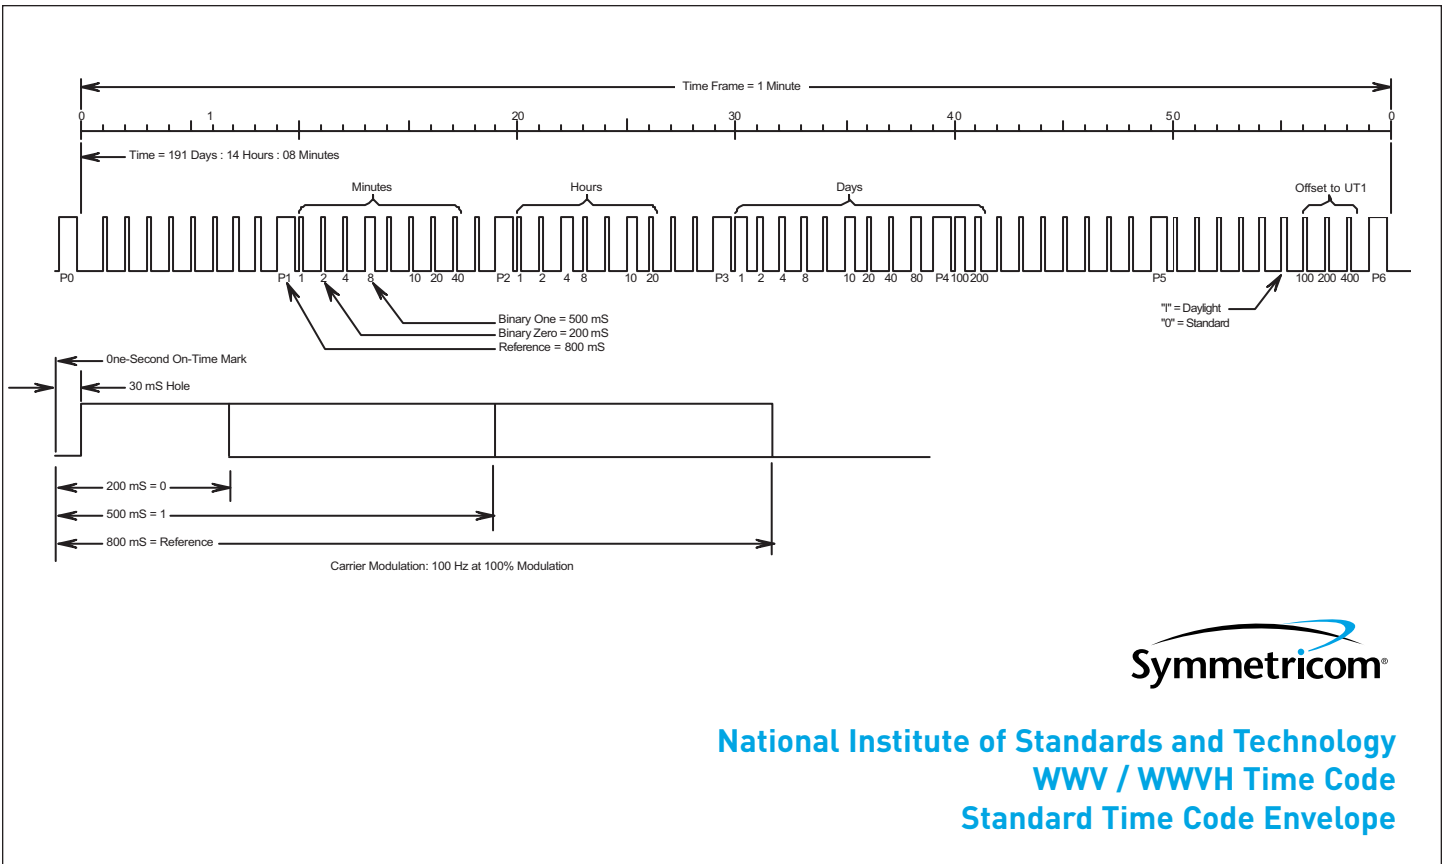 Time Frame = 1 Minute
0 1 20 30 40 50 0
Time = 191 Days : 14 Hours : 08 Minutes
Minutes Hours Days Offset to UT1
P0 P1 1 2 4 8 10 20 40 P2 1 2 4 8 10 20 P3 1 2 4 8 10 20 40 80 P4 100 200 P5 100 200 400 P6
"I" = Daylight
"0" = Standard
Binary One = 500 mS
Binary Zero = 200 mS
Reference = 800 mS
0ne-Second On-Time Mark
30 mS Hole
200 mS = 0
500 mS = 1
800 mS = Reference
Carrier Modulation: 100 Hz at 100% Modulation
Symmetricom®
National Institute of Standards and Technology
WWV / WWVH Time Code
Standard Time Code Envelope